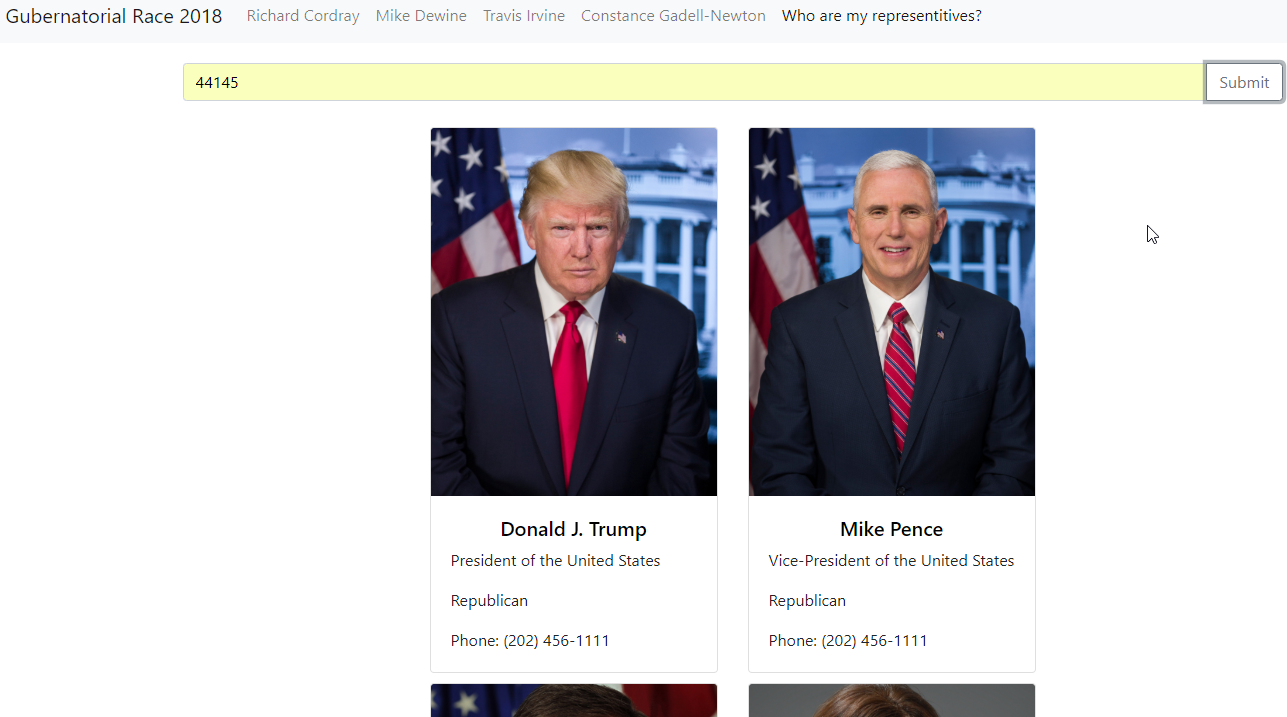 Gubernatorial Race 2018 Richard Cordray Mike Dewine Travis Irvine Constance Gadell-Newton Who are my representitives?
44145 Submit
Donald J. Trump
President of the United States
Republican
Phone: (202) 456-1111
Mike Pence
Vice-President of the United States
Republican
Phone: (202) 456-1111